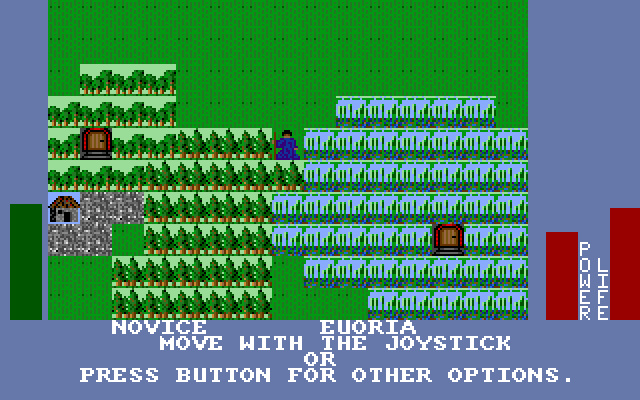 POWER
LIFE
NOVICE EUORIA
MOVE WITH THE JOYSTICK
OR
PRESS BUTTON FOR OTHER OPTIONS.